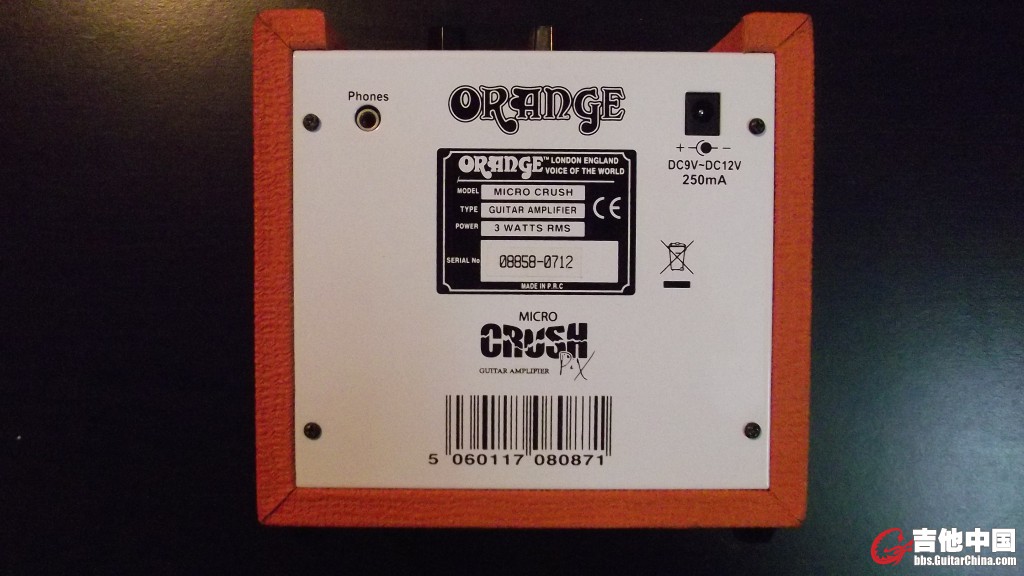 Phones
ORANGE
+ -
DC9V~DC12V
250mA
ORANGE™ LONDON ENGLAND
VOICE OF THE WORLD
MODEL MICRO CRUSH
TYPE GUITAR AMPLIFIER
POWER 3 WATTS RMS
CE
SERIAL No 08858-0712
MADE IN P.R.C
MICRO
CRUSH
GUITAR AMPLIFIER PiX
5 060117 080871
吉他中国
bbs.GuitarChina.com